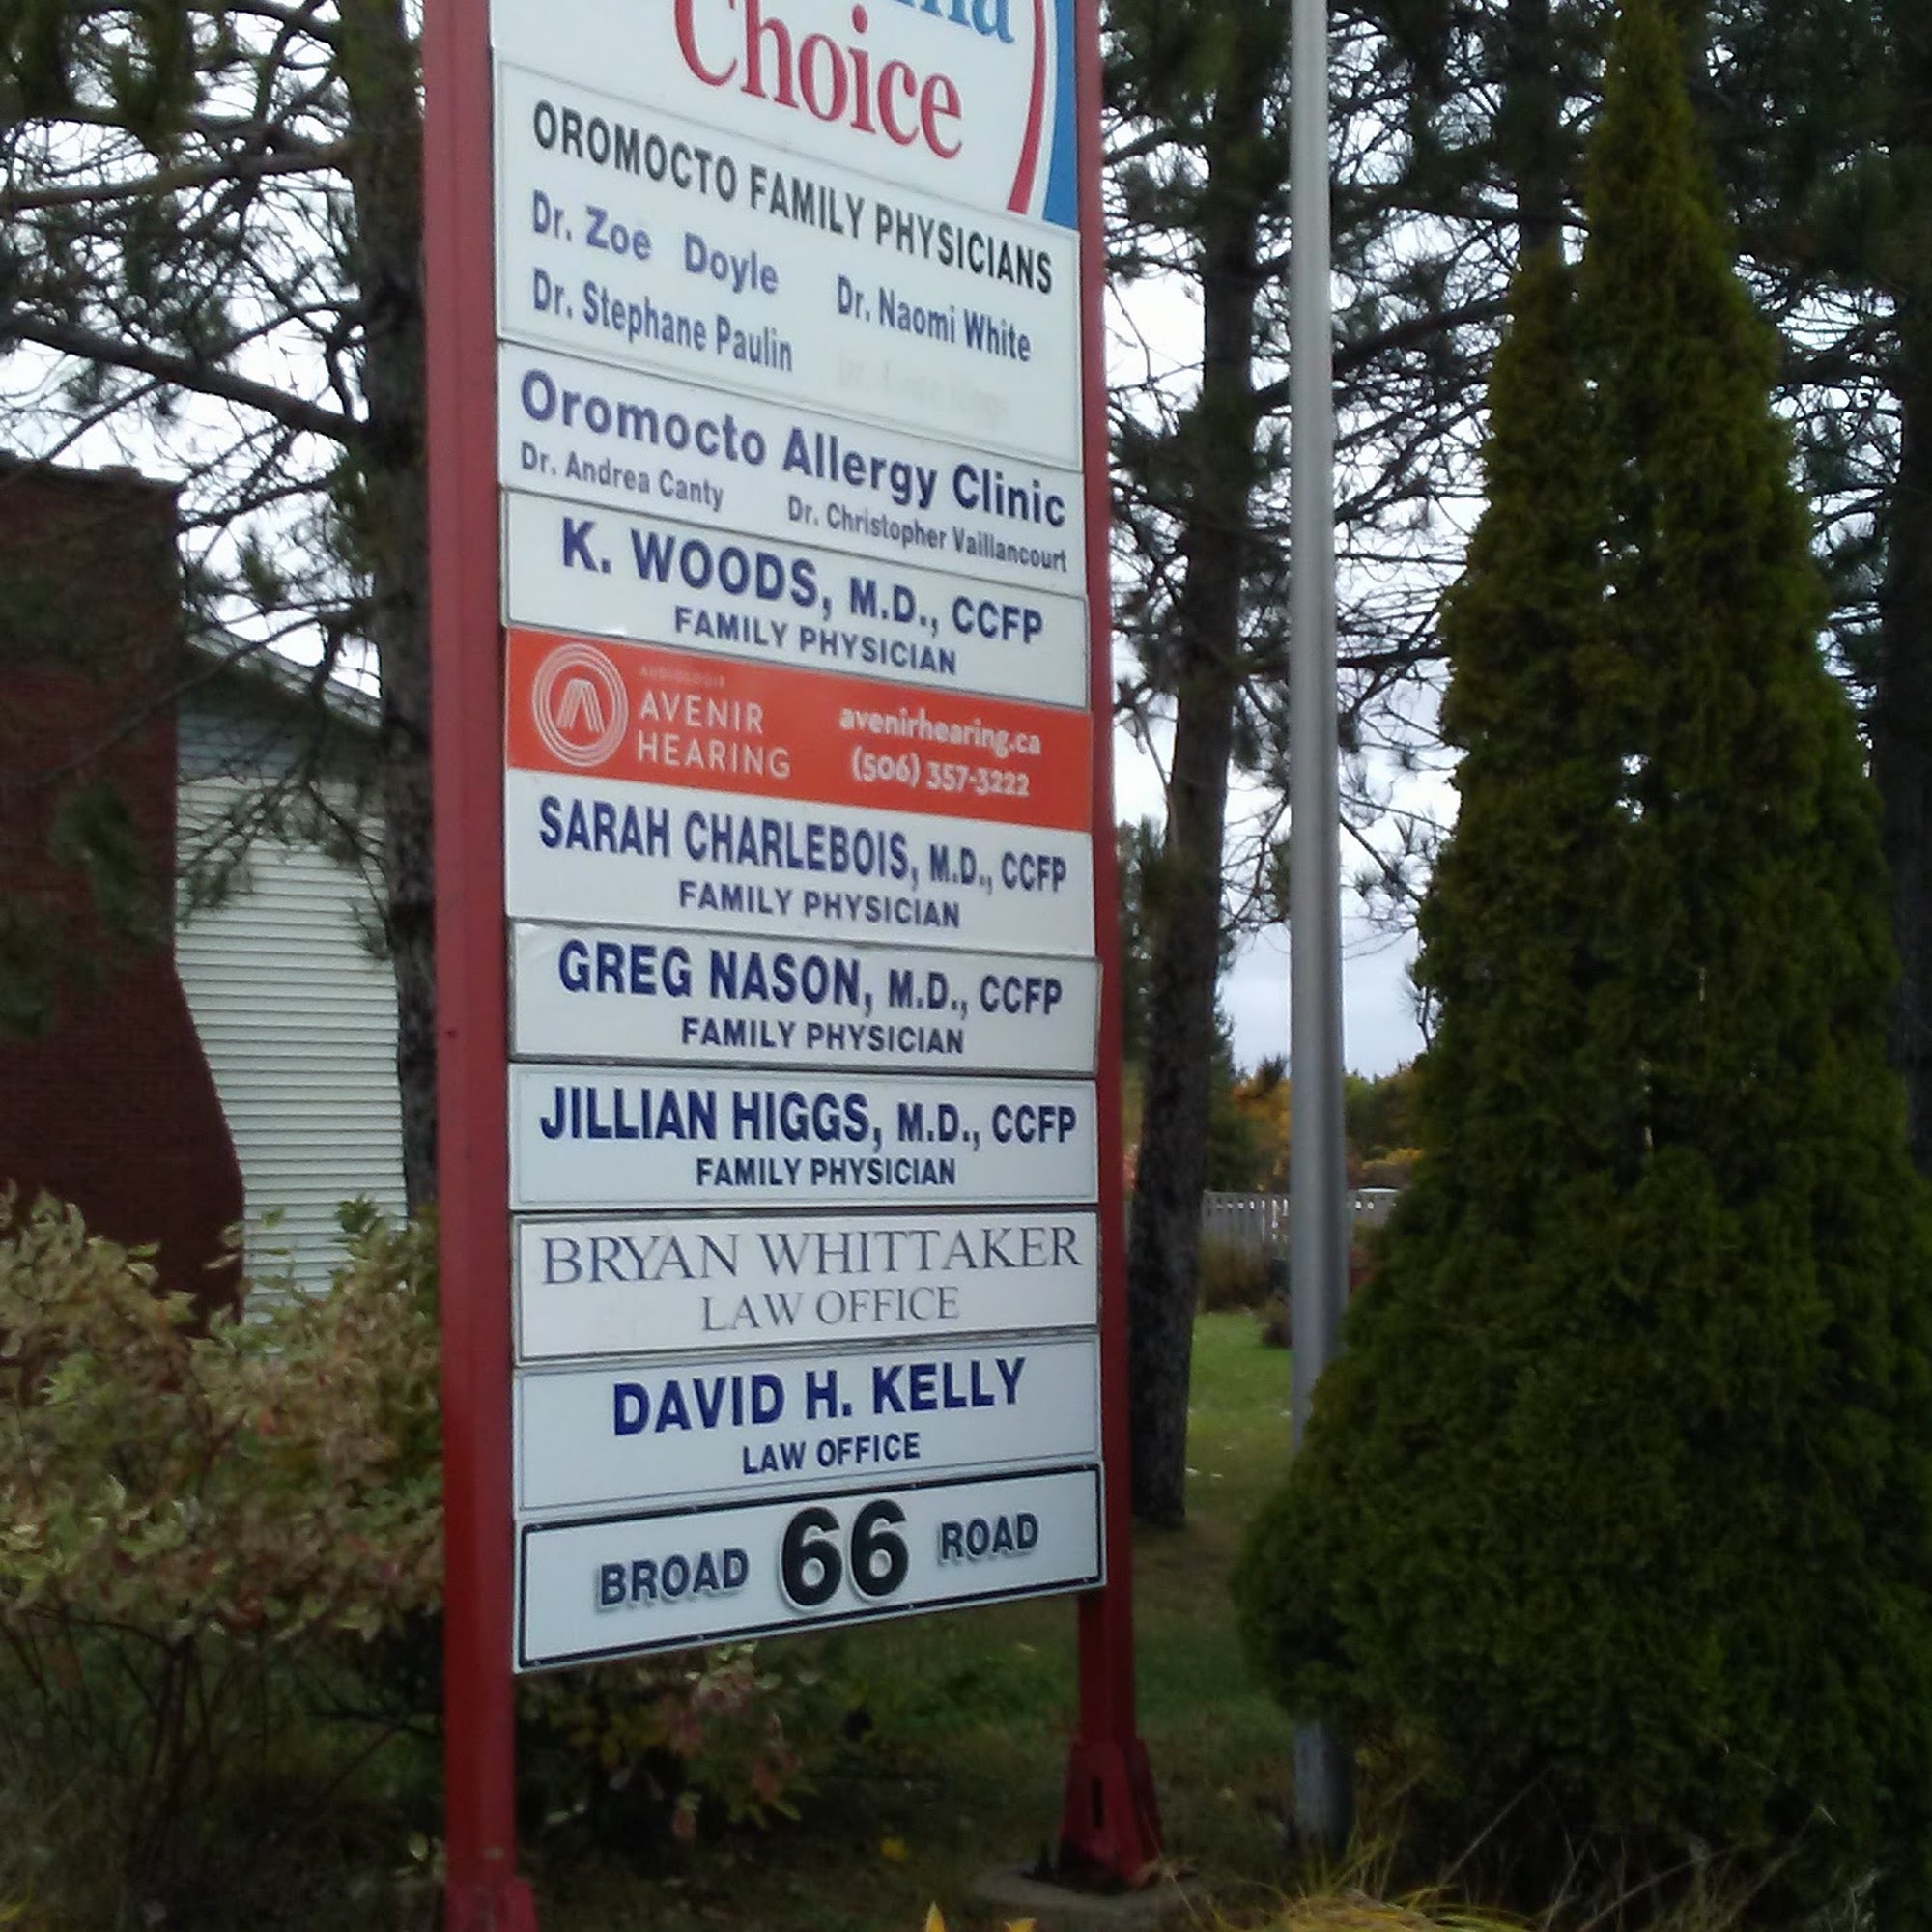 Choice
OROMOCTO FAMILY PHYSICIANS
Dr. Zoe Doyle Dr. Naomi White
Dr. Stephane Paulin
Oromocto Allergy Clinic
Dr. Andrea Canty Dr. Christopher Vaillancourt
K. WOODS, M.D., CCFP
FAMILY PHYSICIAN
AUDIOLOGIE
AVENIR
HEARING
avenirhearing.ca
(506) 357-3222
SARAH CHARLEBOIS, M.D., CCFP
FAMILY PHYSICIAN
GREG NASON, M.D., CCFP
FAMILY PHYSICIAN
JILLIAN HIGGS, M.D., CCFP
FAMILY PHYSICIAN
BRYAN WHITTAKER
LAW OFFICE
DAVID H. KELLY
LAW OFFICE
BROAD 66 ROAD